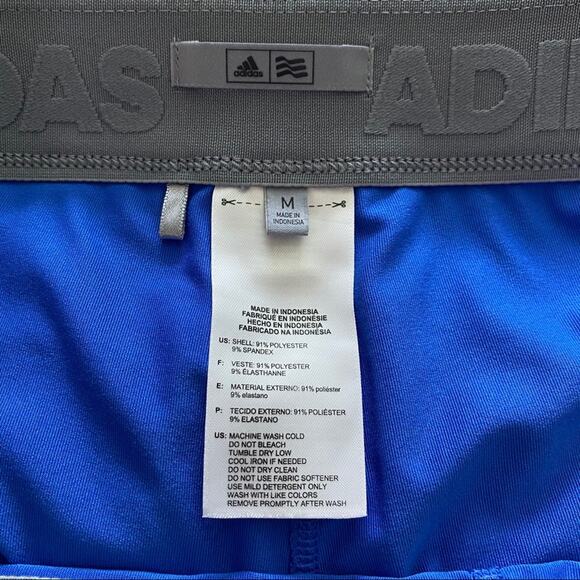 DAS
adidas
ADI
M
MADE IN
INDONESIA
MADE IN INDONESIA
FABRIQUÉ EN INDONÉSIE
HECHO EN INDONESIA
FABRICADO NA INDONÉSIA
US: SHELL: 91% POLYESTER
9% SPANDEX
F: VESTE: 91% POLYESTER
9% ÉLASTHANNE
E: MATERIAL EXTERNO: 91% poliéster
9% elastano
P: TECIDO EXTERNO: 91% POLIÉSTER
9% ELASTANO
US: MACHINE WASH COLD
DO NOT BLEACH
TUMBLE DRY LOW
COOL IRON IF NEEDED
DO NOT DRY CLEAN
DO NOT USE FABRIC SOFTENER
USE MILD DETERGENT ONLY
WASH WITH LIKE COLORS
REMOVE PROMPTLY AFTER WASH